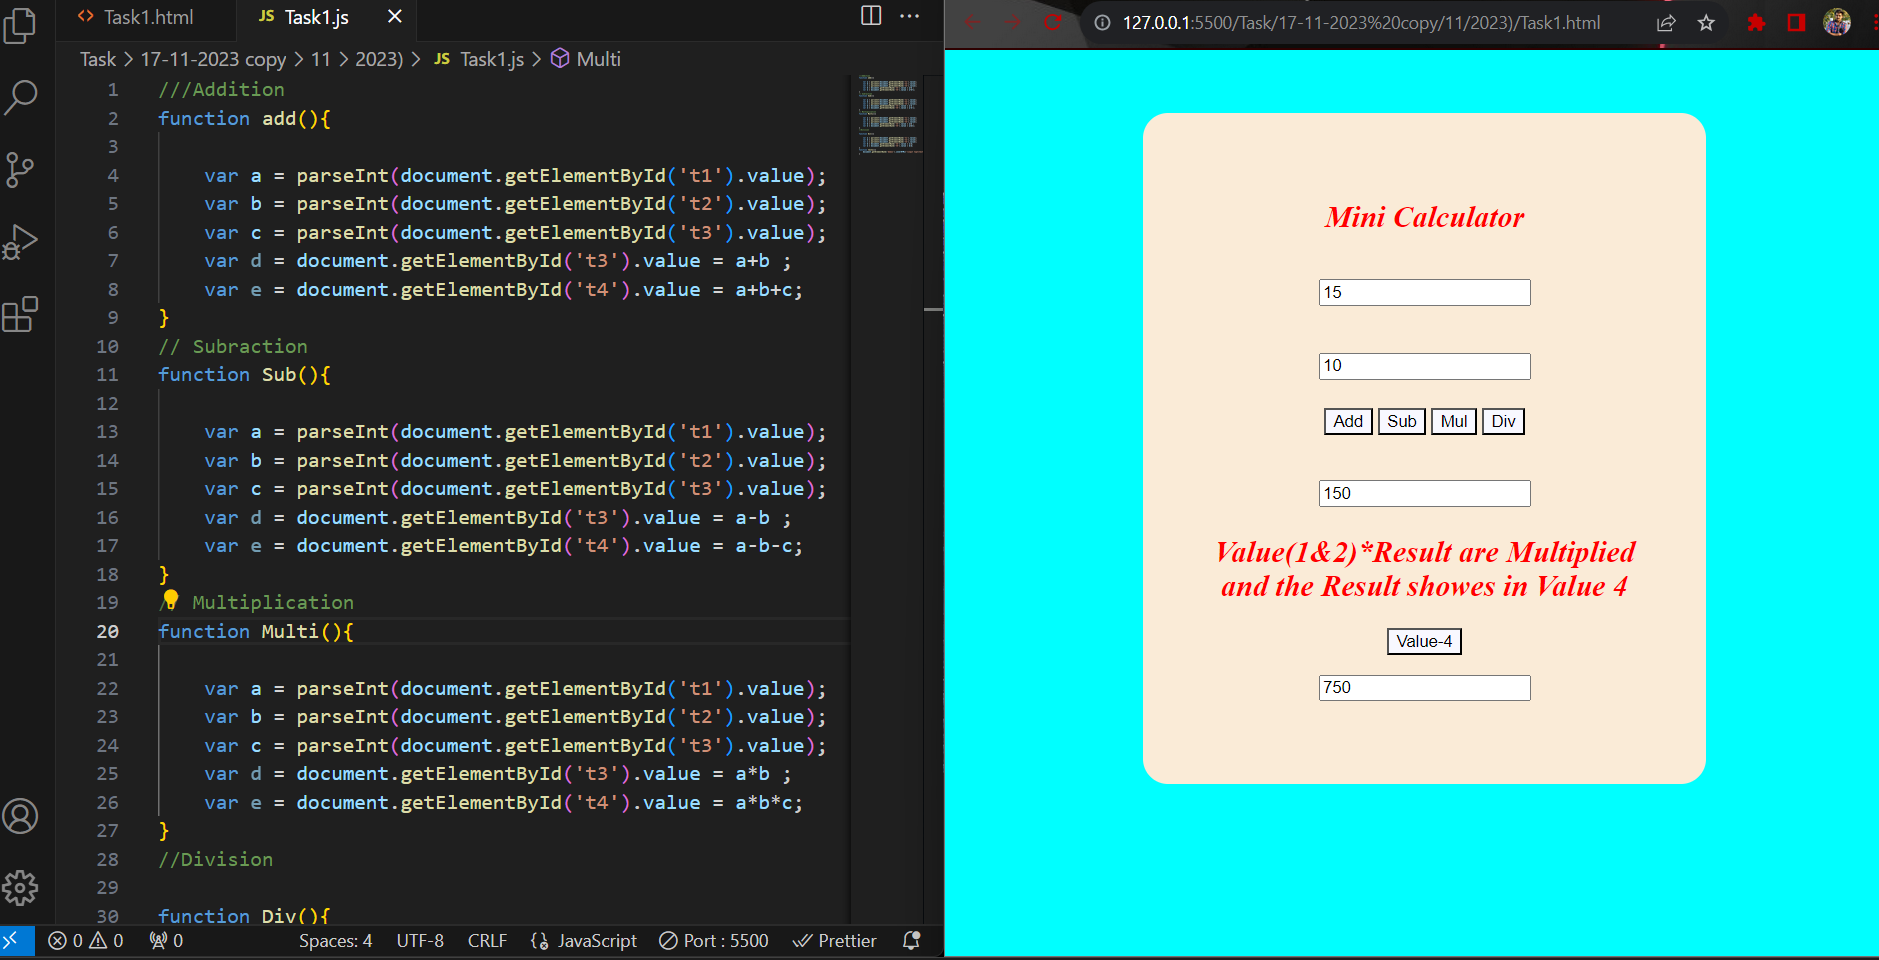 Task1.html
JS Task1.js
Task > 17-11-2023 copy > 11 > 2023) > JS Task1.js > Multi
1 ///Addition
2 function add(){
3
4 var a = parseInt(document.getElementById('t1').value);
5 var b = parseInt(document.getElementById('t2').value);
6 var c = parseInt(document.getElementById('t3').value);
7 var d = document.getElementById('t3').value = a+b ;
8 var e = document.getElementById('t4').value = a+b+c;
9 }
10 // Subraction
11 function Sub(){
12
13 var a = parseInt(document.getElementById('t1').value);
14 var b = parseInt(document.getElementById('t2').value);
15 var c = parseInt(document.getElementById('t3').value);
16 var d = document.getElementById('t3').value = a-b ;
17 var e = document.getElementById('t4').value = a-b-c;
18 }
19 / Multiplication
20 function Multi(){
21
22 var a = parseInt(document.getElementById('t1').value);
23 var b = parseInt(document.getElementById('t2').value);
24 var c = parseInt(document.getElementById('t3').value);
25 var d = document.getElementById('t3').value = a*b ;
26 var e = document.getElementById('t4').value = a*b*c;
27 }
28 //Division
29
30 function Div(){
0 0 0 Spaces: 4 UTF-8 CRLF JavaScript Port : 5500 Prettier
127.0.0.1:5500/Task/17-11-2023%20copy/11/2023)/Task1.html
Mini Calculator
15
10
Add Sub Mul Div
150
Value(1&2)*Result are Multiplied
and the Result showes in Value 4
Value-4
750